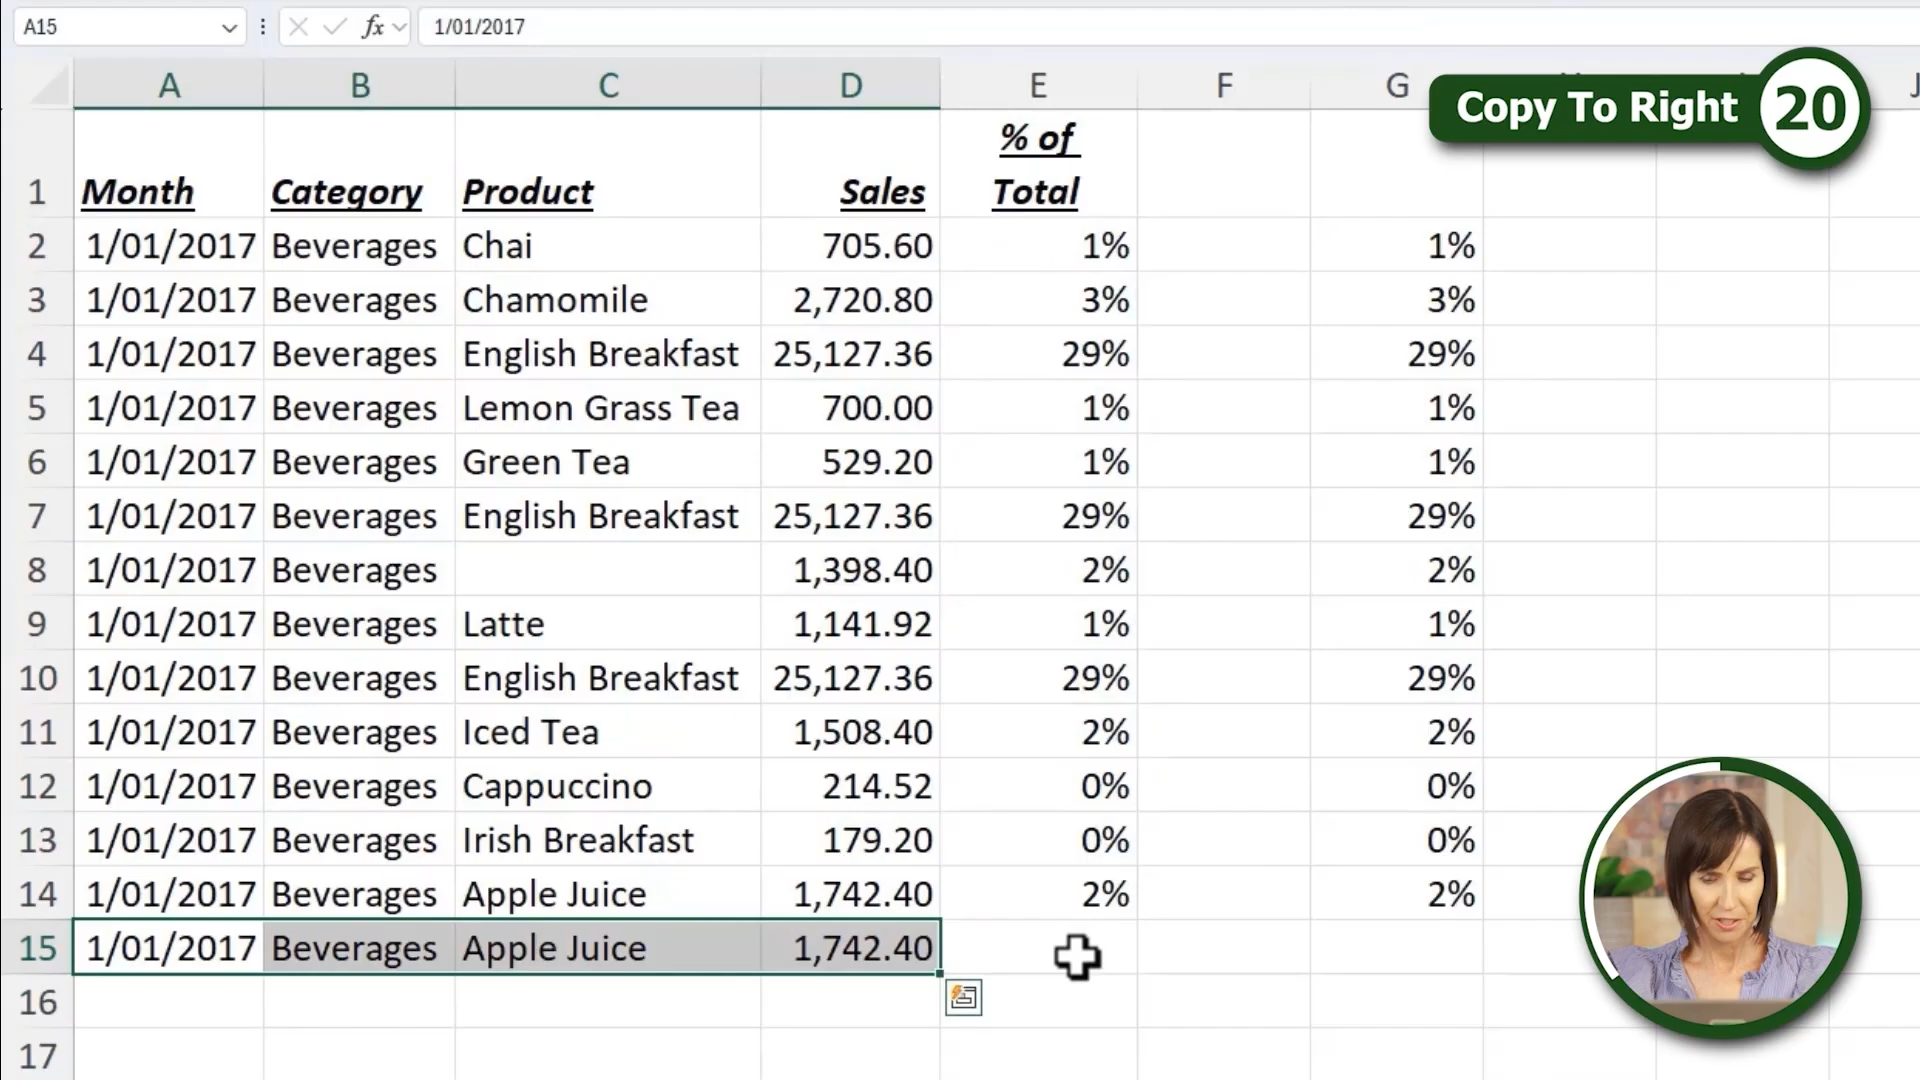 A15 fx 1/01/2017
Copy To Right 20
A B C D E F G
1 Month Category Product Sales % of Total
2 1/01/2017 Beverages Chai 705.60 1% 1%
3 1/01/2017 Beverages Chamomile 2,720.80 3% 3%
4 1/01/2017 Beverages English Breakfast 25,127.36 29% 29%
5 1/01/2017 Beverages Lemon Grass Tea 700.00 1% 1%
6 1/01/2017 Beverages Green Tea 529.20 1% 1%
7 1/01/2017 Beverages English Breakfast 25,127.36 29% 29%
8 1/01/2017 Beverages 1,398.40 2% 2%
9 1/01/2017 Beverages Latte 1,141.92 1% 1%
10 1/01/2017 Beverages English Breakfast 25,127.36 29% 29%
11 1/01/2017 Beverages Iced Tea 1,508.40 2% 2%
12 1/01/2017 Beverages Cappuccino 214.52 0% 0%
13 1/01/2017 Beverages Irish Breakfast 179.20 0% 0%
14 1/01/2017 Beverages Apple Juice 1,742.40 2% 2%
15 1/01/2017 Beverages Apple Juice 1,742.40
16
17